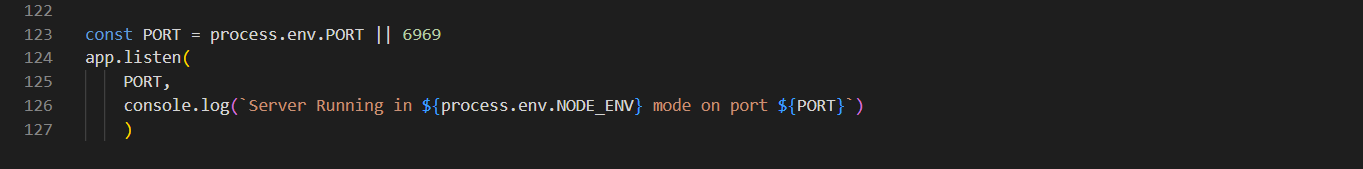 122
123 const PORT = process.env.PORT || 6969
124 app.listen(
125 PORT,
126 console.log(`Server Running in ${process.env.NODE_ENV} mode on port ${PORT}`)
127 )